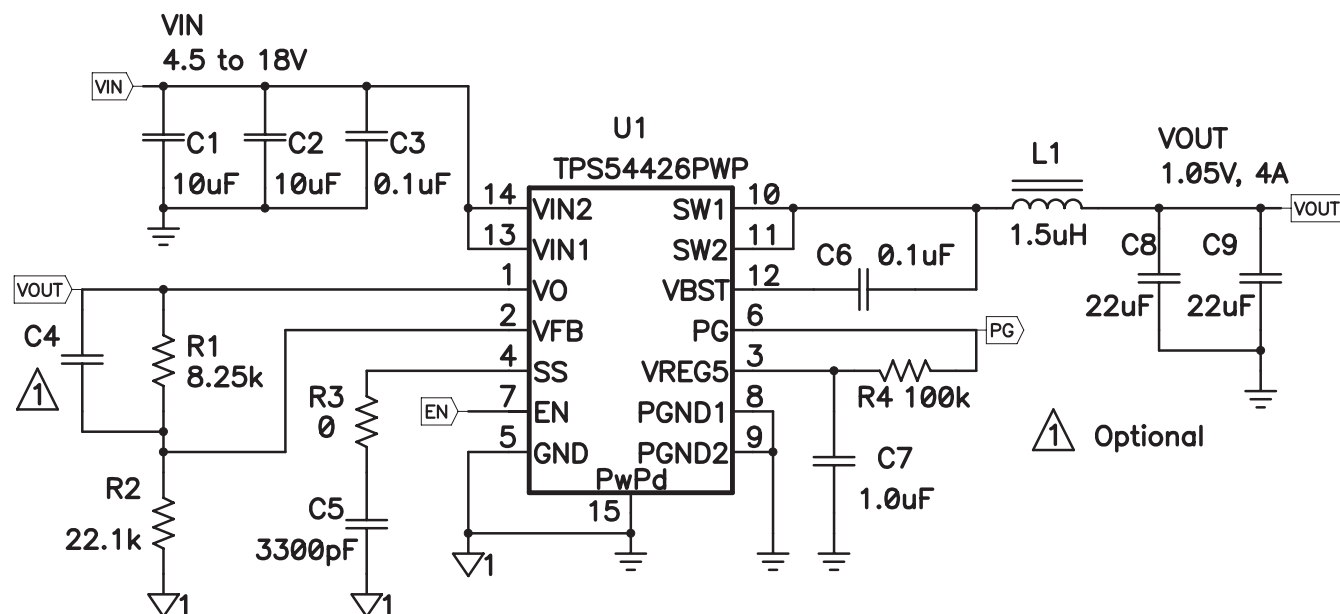 VIN
4.5 to 18V
VIN
C1
10uF
C2
10uF
C3
0.1uF
U1
TPS54426PWP
14
VIN2
13
VIN1
1
VO
2
VFB
4
SS
7
EN
5
GND
SW1
10
SW2
11
VBST
12
PG
6
VREG5
3
PGND1
8
PGND2
9
PwPd
15
L1
1.5uH
VOUT
1.05V, 4A
VOUT
C6
0.1uF
C8
22uF
C9
22uF
PG
R4 100k
C7
1.0uF
1 Optional
VOUT
C4
1
R1
8.25k
R2
22.1k
R3
0
C5
3300pF
EN
1
1
1